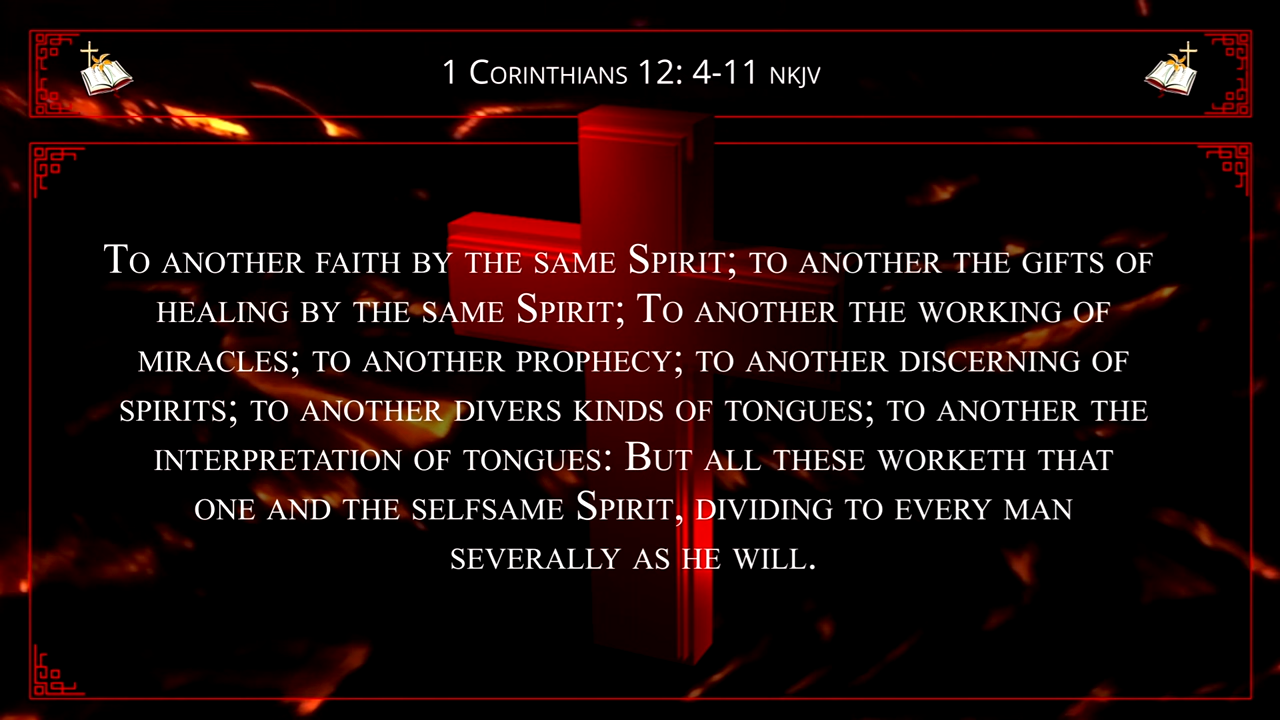 1 Corinthians 12: 4-11 NKJV
To another faith by the same Spirit; to another the gifts of
healing by the same Spirit; To another the working of
miracles; to another prophecy; to another discerning of
spirits; to another divers kinds of tongues; to another the
interpretation of tongues: But all these worketh that
one and the selfsame Spirit, dividing to every man
severally as he will.